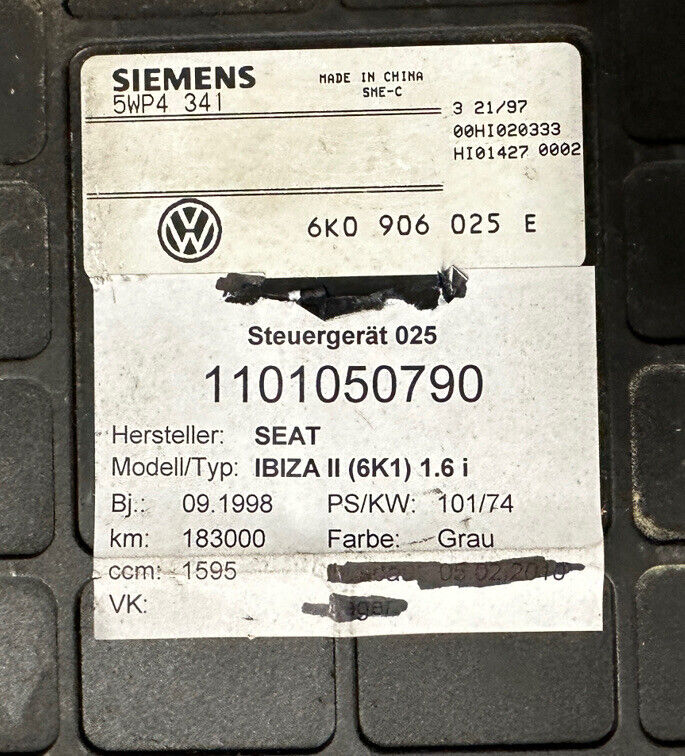 SIEMENS
5WP4 341
MADE IN CHINA
SME-C
3 21/97
00HI020333
HI01427 0002
6K0 906 025 E
Steuergerät 025
1101050790
Hersteller: SEAT
Modell/Typ: IBIZA II (6K1) 1.6 i
Bj.: 09.1998 PS/KW: 101/74
km: 183000 Farbe: Grau
ccm: 1595
VK: